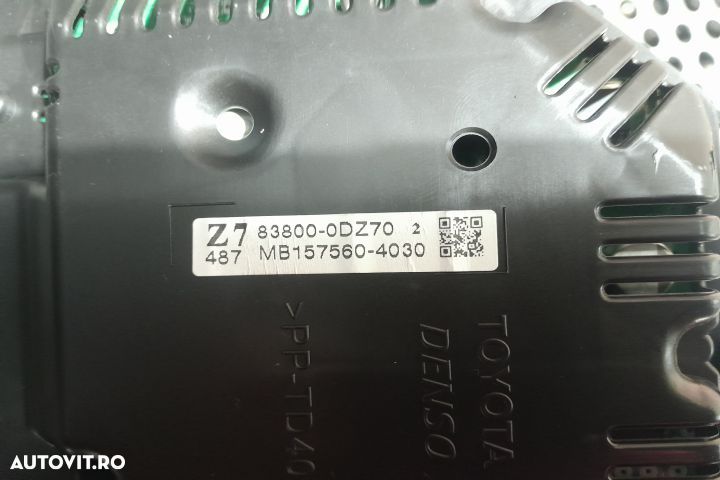 Z7 83800-0DZ70 2
487 MB157560-4030
>PP-TD40
DENSO
TOYOTA
AUTOVIT.RO